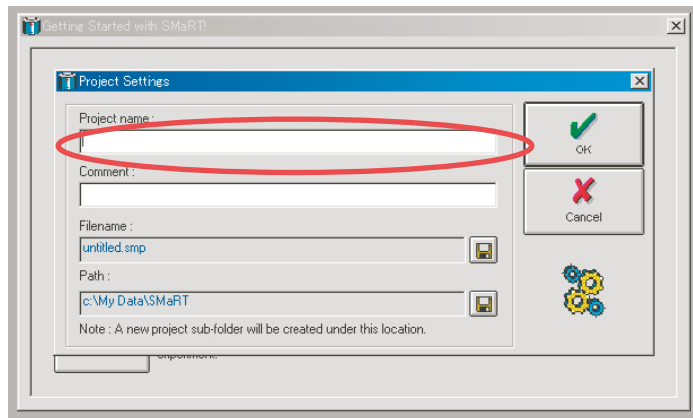 Getting Started with SMaRT!
Project Settings
Project name :
OK
Comment :
Cancel
Filename :
untitled.smp
Path :
c:\My Data\SMaRT
Note : A new project sub-folder will be created under this location.